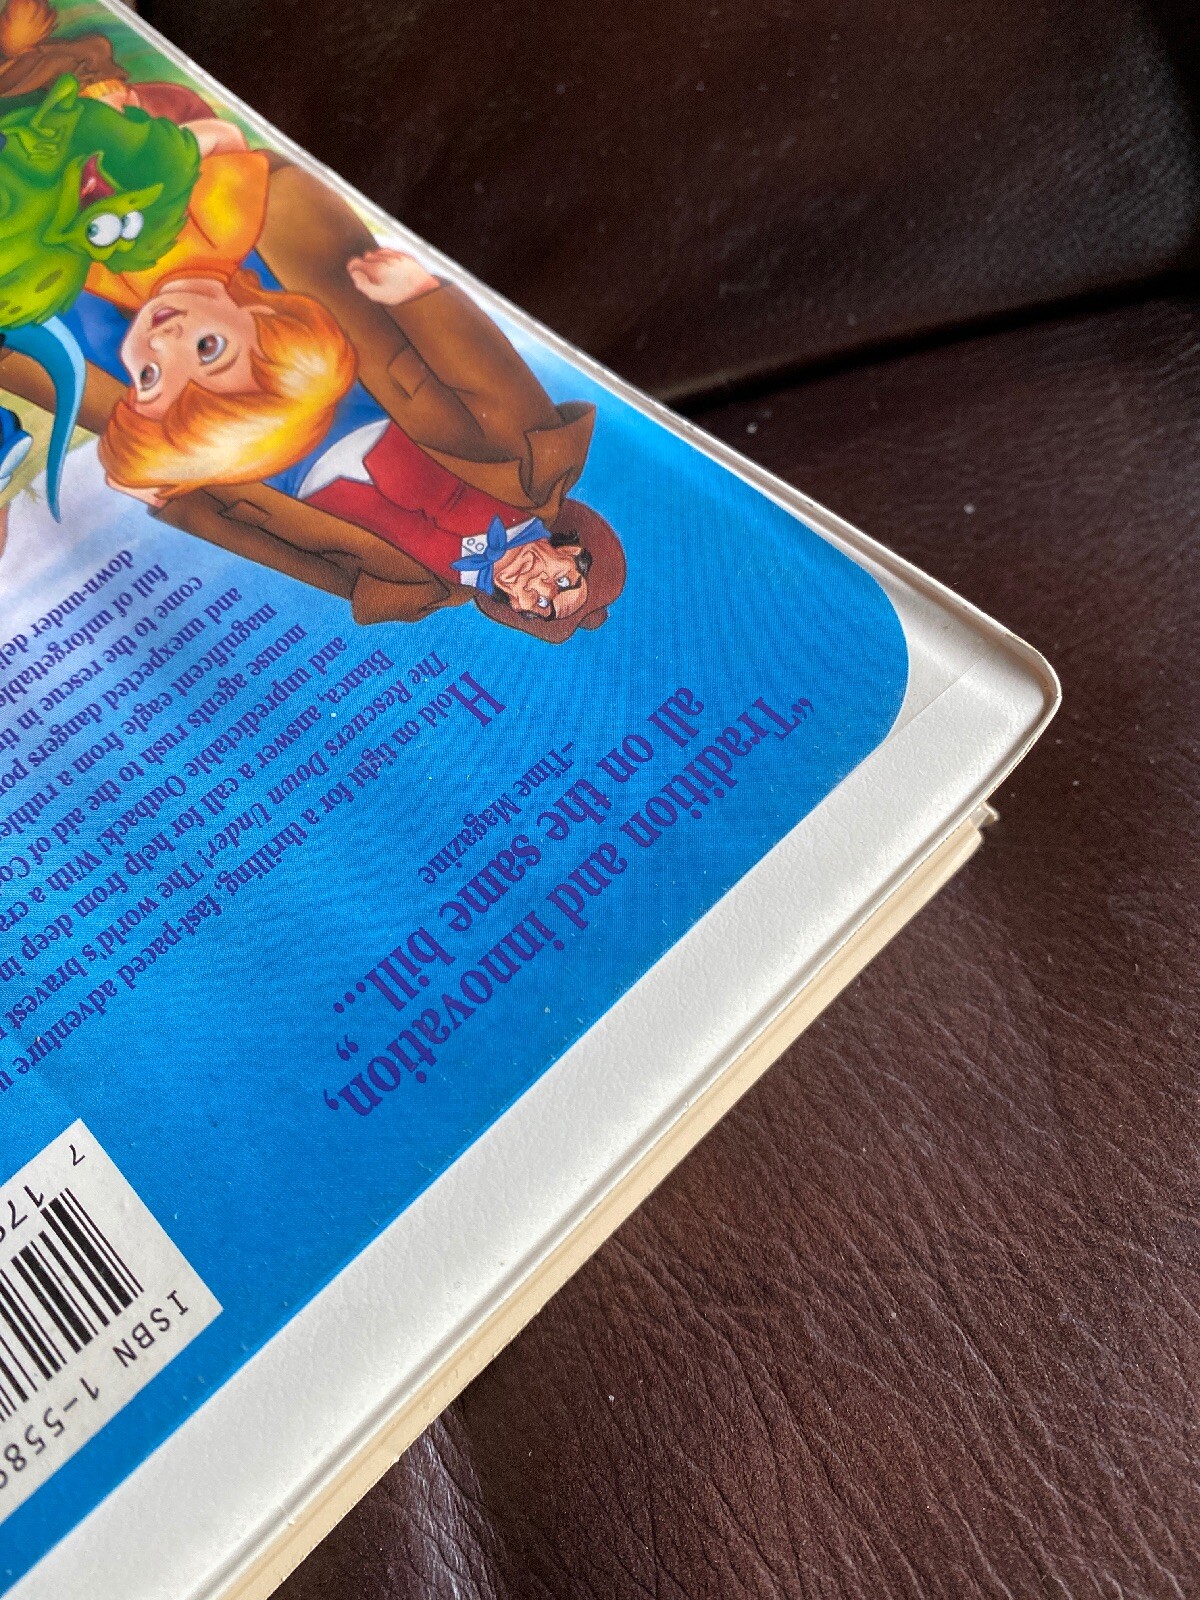 "Tradition and innovation,
all on the same bill..."
–Time Magazine
Hold on tight for a thrilling, fast-paced adventure
The Rescuers Down Under! The world's bravest
Bianca, answer a call for help from deep in
and unpredictable Outback! With a
mouse agents rush to the aid of
magnificent eagle from a
and unexpected dangers
come to the rescue in
full of unforgettable
down-under
7
179
ISBN 1-558